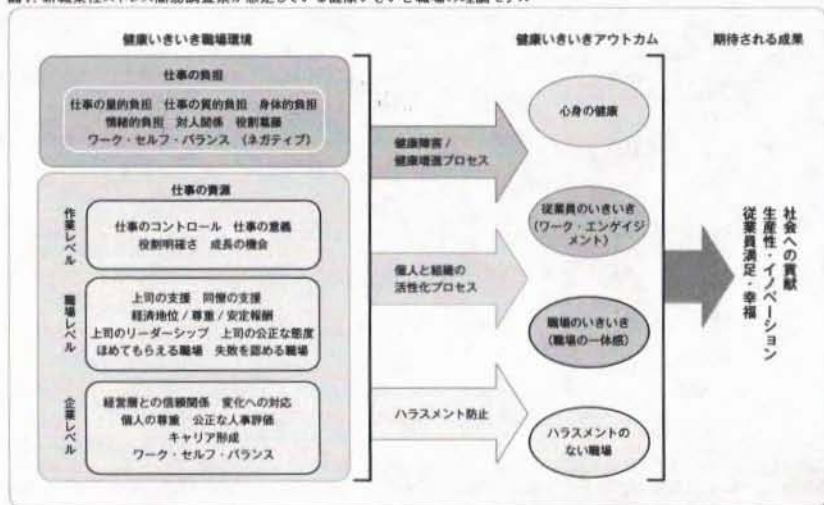 健康いきいき職場環境
健康いきいきアウトカム
期待される成果
仕事の負担
仕事の量的負担 仕事の質的負担 身体的負担
情緒的負担 対人関係 役割葛藤
ワーク・セルフ・バランス (ネガティブ)
仕事の資源
作業レベル
仕事のコントロール 仕事の意義
役割明確さ 成長の機会
職場レベル
上司の支援 同僚の支援
経済地位/尊重/安定報酬
上司のリーダーシップ 上司の公正な態度
ほめてもらえる職場 失敗を認める職場
企業レベル
経営層との信頼関係 変化への対応
個人の尊重 公正な人事評価
キャリア形成
ワーク・セルフ・バランス
健康障害/
健康増進プロセス
個人と組織の
活性化プロセス
ハラスメント防止
心身の健康
従業員のいきいき
(ワーク・エンゲイジ
メント)
職場のいきいき
(職場の一体感)
ハラスメントの
ない職場
社会への貢献
生産性・イノベーション
従業員満足・幸福